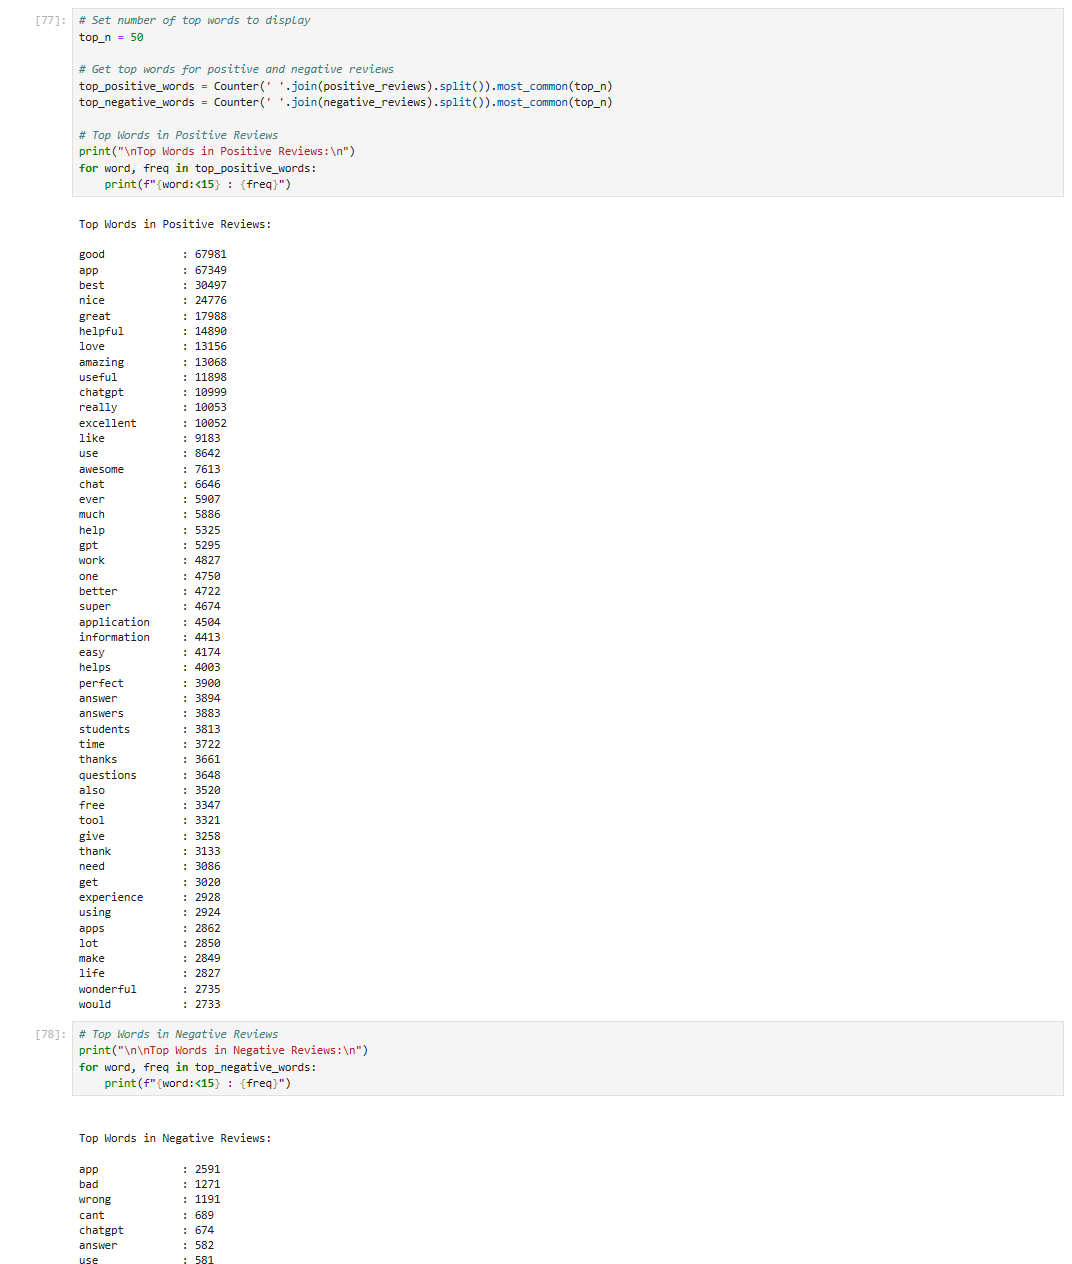 [77]: # Set number of top words to display
top_n = 50
# Get top words for positive and negative reviews
top_positive_words = Counter(' '.join(positive_reviews).split()).most_common(top_n)
top_negative_words = Counter(' '.join(negative_reviews).split()).most_common(top_n)
# Top Words in Positive Reviews
print("\nTop Words in Positive Reviews:\n")
for word, freq in top_positive_words:
    print(f"{word:<15} : {freq}")
Top Words in Positive Reviews:
good            : 67981
app             : 67349
best            : 30497
nice            : 24776
great           : 17988
helpful         : 14890
love            : 13156
amazing         : 13068
useful          : 11898
chatgpt         : 10999
really          : 10053
excellent       : 10052
like            : 9183
use             : 8642
awesome         : 7613
chat            : 6646
ever            : 5907
much            : 5886
help            : 5325
gpt             : 5295
work            : 4827
one             : 4750
better          : 4722
super           : 4674
application     : 4504
information     : 4413
easy            : 4174
helps           : 4003
perfect         : 3900
answer          : 3894
answers         : 3883
students        : 3813
time            : 3722
thanks          : 3661
questions       : 3648
also            : 3520
free            : 3347
tool            : 3321
give            : 3258
thank           : 3133
need            : 3086
get             : 3020
experience      : 2928
using           : 2924
apps            : 2862
lot             : 2850
make            : 2849
life            : 2827
wonderful       : 2735
would           : 2733
[78]: # Top Words in Negative Reviews
print("\n\nTop Words in Negative Reviews:\n")
for word, freq in top_negative_words:
    print(f"{word:<15} : {freq}")
Top Words in Negative Reviews:
app             : 2591
bad             : 1271
wrong           : 1191
cant            : 689
chatgpt         : 674
answer          : 582
use             : 581